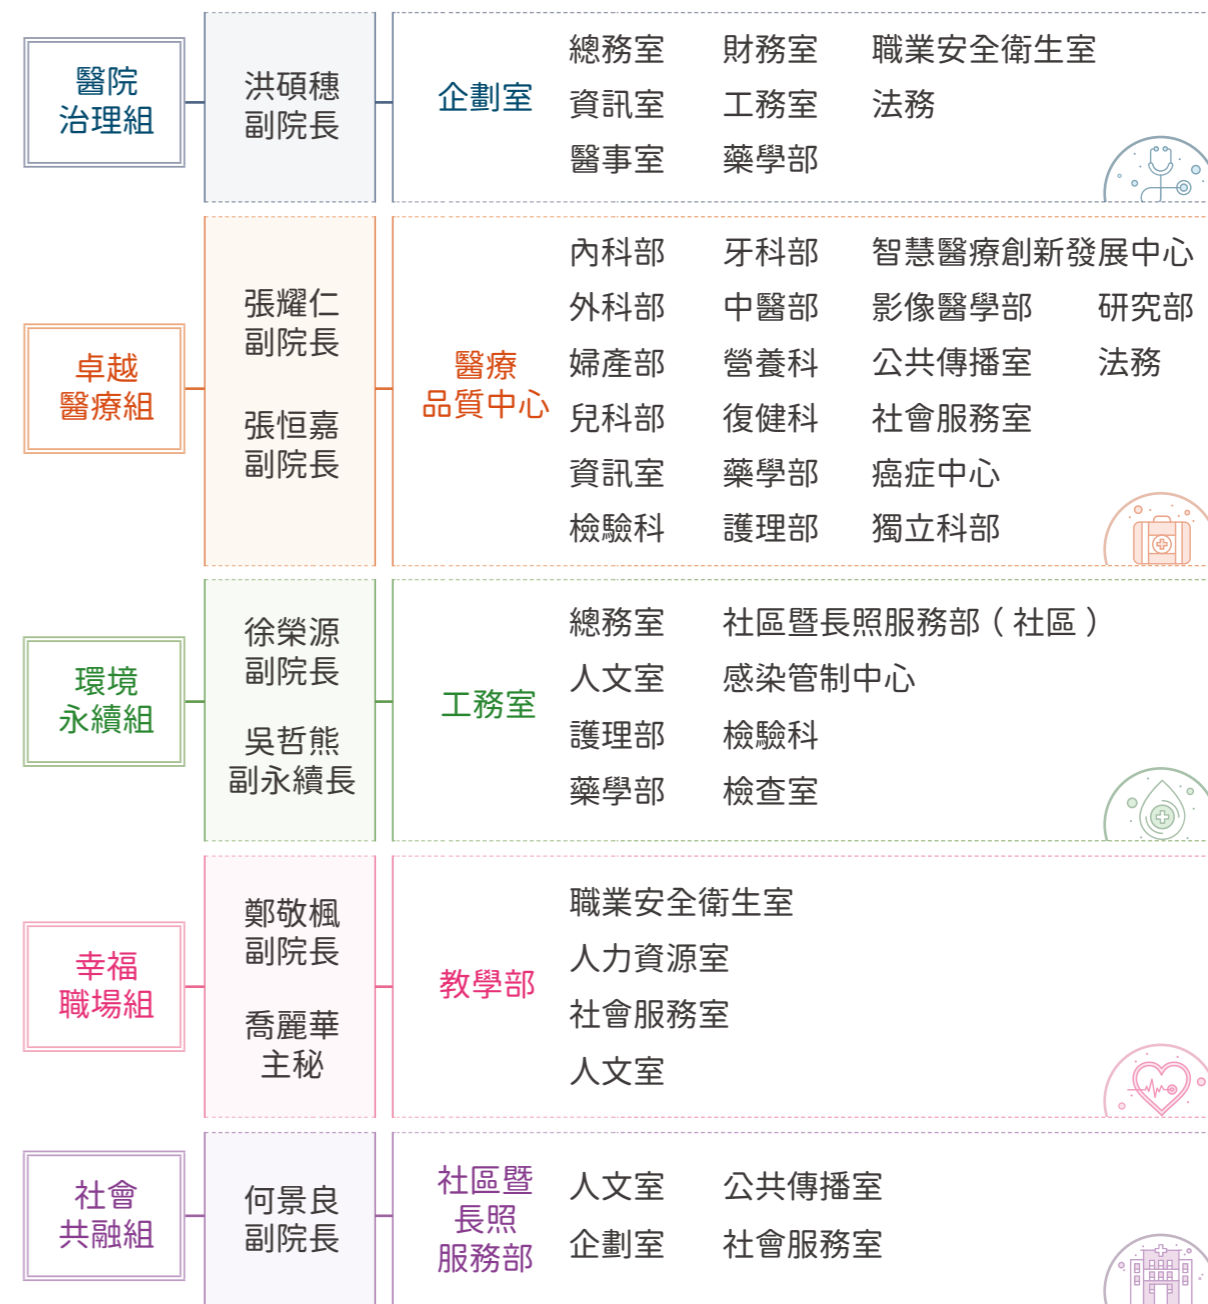 醫院
治理組
洪碩穗
副院長
企劃室
總務室 財務室 職業安全衛生室
資訊室 工務室 法務
醫事室 藥學部
卓越
醫療組
張耀仁
副院長
張恒嘉
副院長
醫療
品質中心
內科部 牙科部 智慧醫療創新發展中心
外科部 中醫部 影像醫學部 研究部
婦產部 營養科 公共傳播室 法務
兒科部 復健科 社會服務室
資訊室 藥學部 癌症中心
檢驗科 護理部 獨立科部
環境
永續組
徐榮源
副院長
吳哲熊
副永續長
工務室
總務室 社區暨長照服務部（社區）
人文室 感染管制中心
護理部 檢驗科
藥學部 檢查室
幸福
職場組
鄭敬楓
副院長
喬麗華
主秘
教學部
職業安全衛生室
人力資源室
社會服務室
人文室
社會
共融組
何景良
副院長
社區暨
長照
服務部
人文室 公共傳播室
企劃室 社會服務室